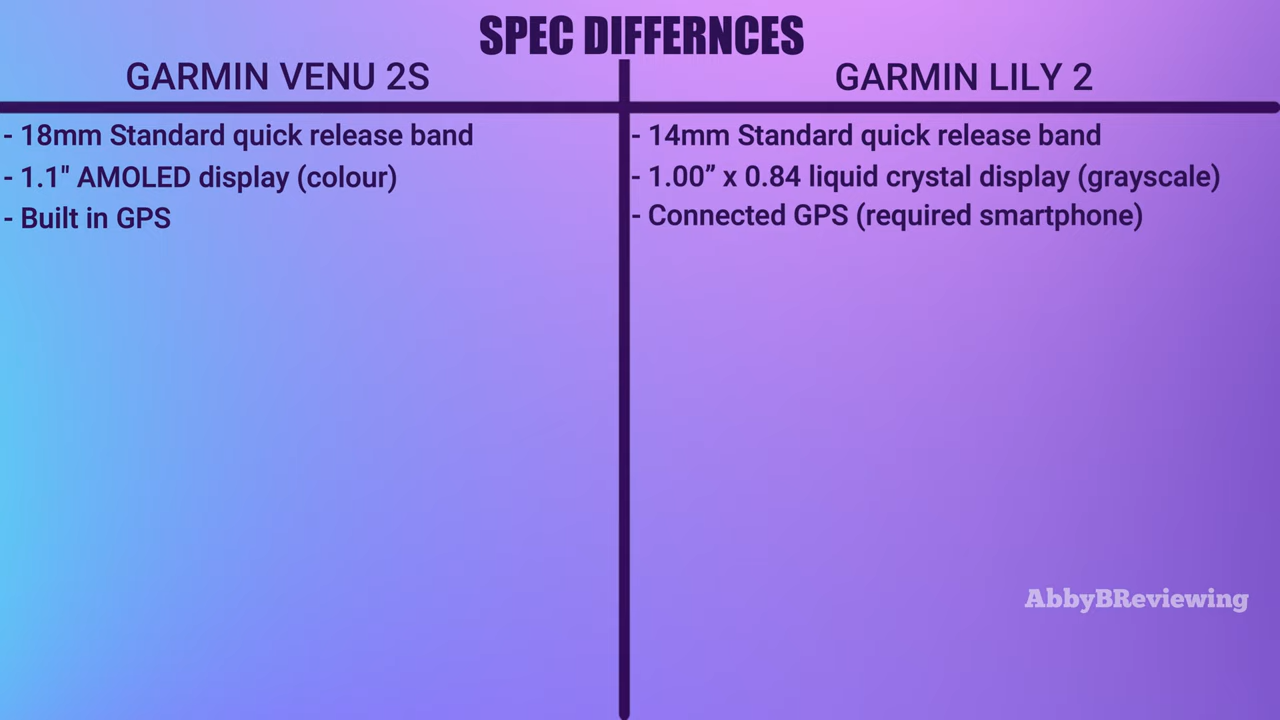 SPEC DIFFERNCES
GARMIN VENU 2S
- 18mm Standard quick release band
- 1.1" AMOLED display (colour)
- Built in GPS
GARMIN LILY 2
- 14mm Standard quick release band
- 1.00” x 0.84 liquid crystal display (grayscale)
- Connected GPS (required smartphone)
AbbyBReviewing